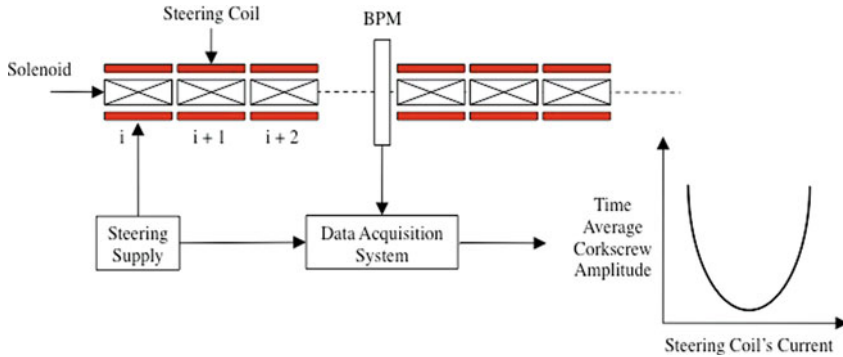 Steering Coil
BPM
Solenoid
i
i + 1
i + 2
Steering
Supply
Data Acquisition
System
Time
Average
Corkscrew
Amplitude
Steering Coil's Current